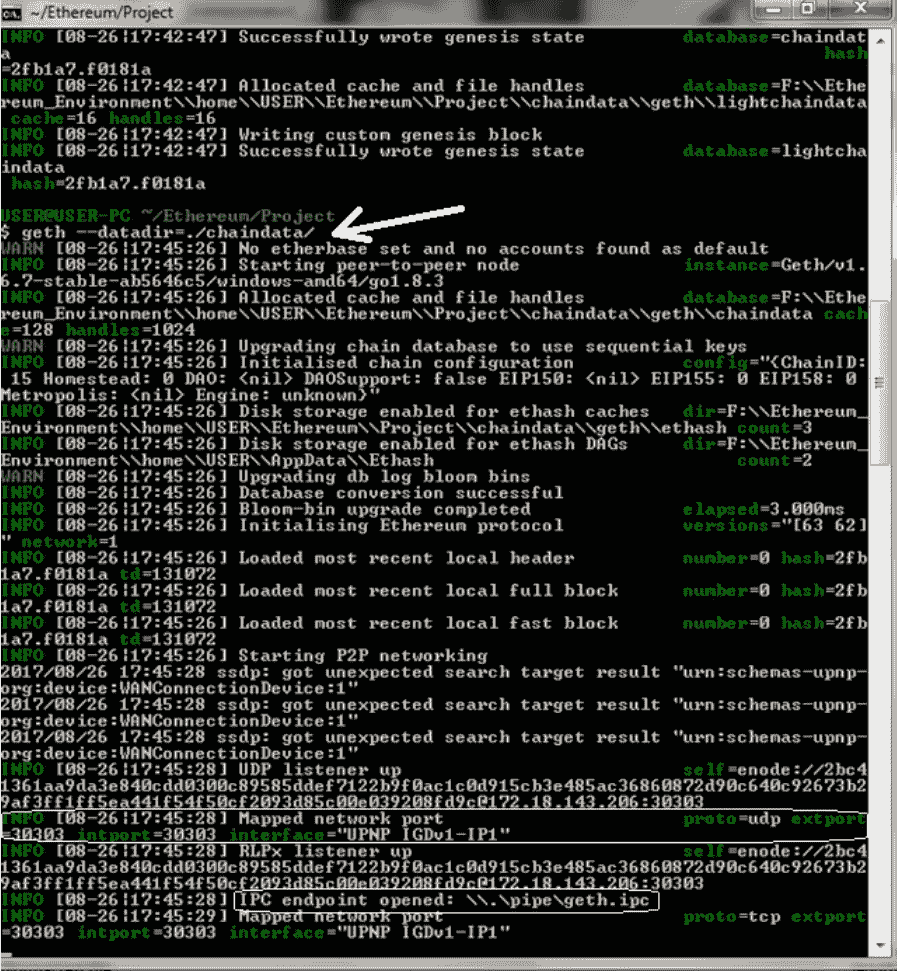 ~/Ethereum/Project
INFO [08-26|17:42:47] Successfully wrote genesis state database=chaindat
a hash
=2fb1a7.f0181a
INFO [08-26|17:42:47] Allocated cache and file handles database=F:\\Ethe
reum_Environment\\home\\USER\\Ethereum\\Project\\chaindata\\geth\\lightchaindata
cache=16 handles=16
INFO [08-26|17:42:47] Writing custom genesis block
INFO [08-26|17:42:47] Successfully wrote genesis state database=lightcha
indata
hash=2fb1a7.f0181a
USER@USER-PC ~/Ethereum/Project
$ geth --datadir=./chaindata/
WARN [08-26|17:45:26] No etherbase set and no accounts found as default
INFO [08-26|17:45:26] Starting peer-to-peer node instance=Geth/v1.
6.7-stable-ab5646c5/windows-amd64/go1.8.3
INFO [08-26|17:45:26] Allocated cache and file handles database=F:\\Ethe
reum_Environment\\home\\USER\\Ethereum\\Project\\chaindata\\geth\\chaindata cach
e=128 handles=1024
WARN [08-26|17:45:26] Upgrading chain database to use sequential keys
INFO [08-26|17:45:26] Initialised chain configuration config="{ChainID:
15 Homestead: 0 DAO: <nil> DAOSupport: false EIP150: <nil> EIP155: 0 EIP158: 0
Metropolis: <nil> Engine: unknown}"
INFO [08-26|17:45:26] Disk storage enabled for ethash caches dir=F:\\Ethereum_
Environment\\home\\USER\\Ethereum\\Project\\chaindata\\geth\\ethash count=3
INFO [08-26|17:45:26] Disk storage enabled for ethash DAGs dir=F:\\Ethereum_
Environment\\home\\USER\\AppData\\Ethash count=2
WARN [08-26|17:45:26] Upgrading db log bloom bins
INFO [08-26|17:45:26] Database conversion successful
INFO [08-26|17:45:26] Bloom-bin upgrade completed elapsed=3.000ms
INFO [08-26|17:45:26] Initialising Ethereum protocol versions="[63 62]
" network=1
INFO [08-26|17:45:26] Loaded most recent local header number=0 hash=2fb
1a7.f0181a td=131072
INFO [08-26|17:45:26] Loaded most recent local full block number=0 hash=2fb
1a7.f0181a td=131072
INFO [08-26|17:45:26] Loaded most recent local fast block number=0 hash=2fb
1a7.f0181a td=131072
INFO [08-26|17:45:26] Starting P2P networking
2017/08/26 17:45:28 ssdp: got unexpected search target result "urn:schemas-upnp-
org:device:WANConnectionDevice:1"
2017/08/26 17:45:28 ssdp: got unexpected search target result "urn:schemas-upnp-
org:device:WANConnectionDevice:1"
2017/08/26 17:45:28 ssdp: got unexpected search target result "urn:schemas-upnp-
org:device:WANConnectionDevice:1"
INFO [08-26|17:45:28] UDP listener up self=enode://2bc4
1361aa9da3e840cdd0300c89585ddef7122b9f0ac1c0d915cb3e485ac36860872d90c640c92673b2
9af3ff1ff5ea441f54f50cf2093d85c00e039208fd9c@172.18.143.206:30303
INFO [08-26|17:45:28] Mapped network port proto=udp extport
=30303 intport=30303 interface="UPNP IGDv1-IP1"
INFO [08-26|17:45:28] RLPx listener up self=enode://2bc4
1361aa9da3e840cdd0300c89585ddef7122b9f0ac1c0d915cb3e485ac36860872d90c640c92673b2
9af3ff1ff5ea441f54f50cf2093d85c00e039208fd9c@172.18.143.206:30303
INFO [08-26|17:45:28] IPC endpoint opened: \\.\pipe\geth.ipc
INFO [08-26|17:45:29] Mapped network port proto=tcp extport
=30303 intport=30303 interface="UPNP IGDv1-IP1"